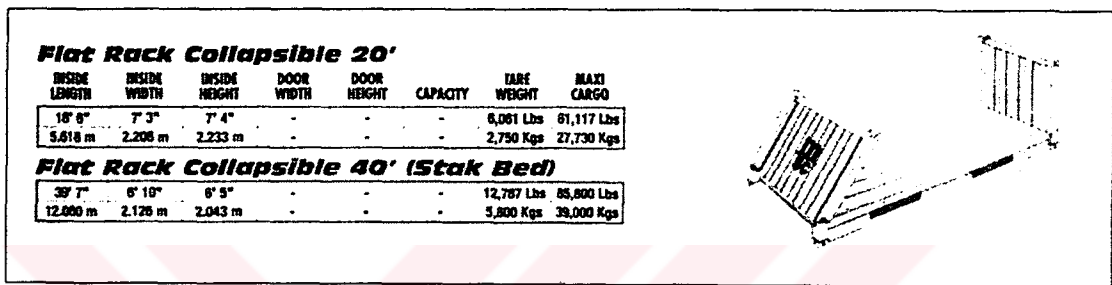 Flat Rack Collapsible 20'
INSIDE LENGTH INSIDE WIDTH INSIDE HEIGHT DOOR WIDTH DOOR HEIGHT CAPACITY TARE WEIGHT MAXI CARGO
18' 6" 7' 3" 7' 4" - - - 6,061 Lbs 61,117 Lbs
5.618 m 2.208 m 2.233 m - - - 2,750 Kgs 27,730 Kgs
Flat Rack Collapsible 40' (Stak Bed)
39' 7" 6' 10" 6' 5" - - - 12,787 Lbs 85,800 Lbs
12.060 m 2.126 m 2.043 m - - - 5,800 Kgs 39,000 Kgs